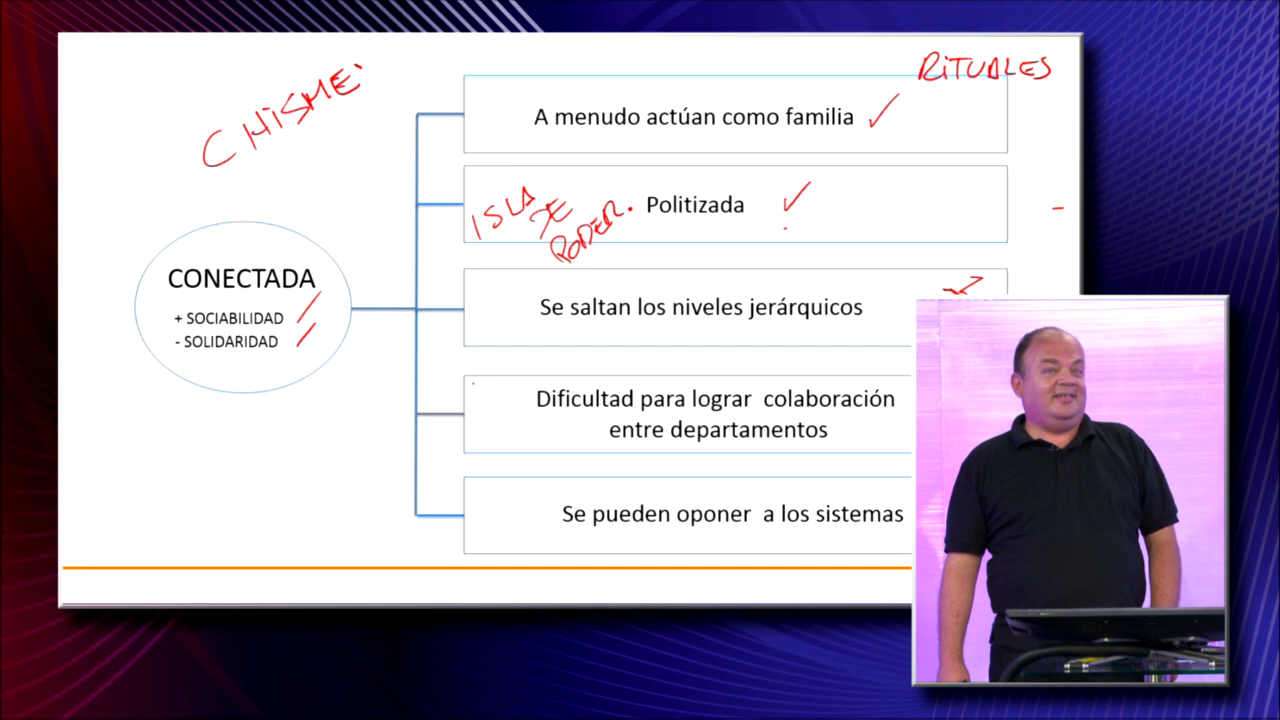 CHISME
RITUALES
A menudo actúan como familia
ISLA
DE
PODER.
Politizada
CONECTADA
+ SOCIABILIDAD
- SOLIDARIDAD
Se saltan los niveles jerárquicos
Dificultad para lograr colaboración
entre departamentos
Se pueden oponer a los sistemas